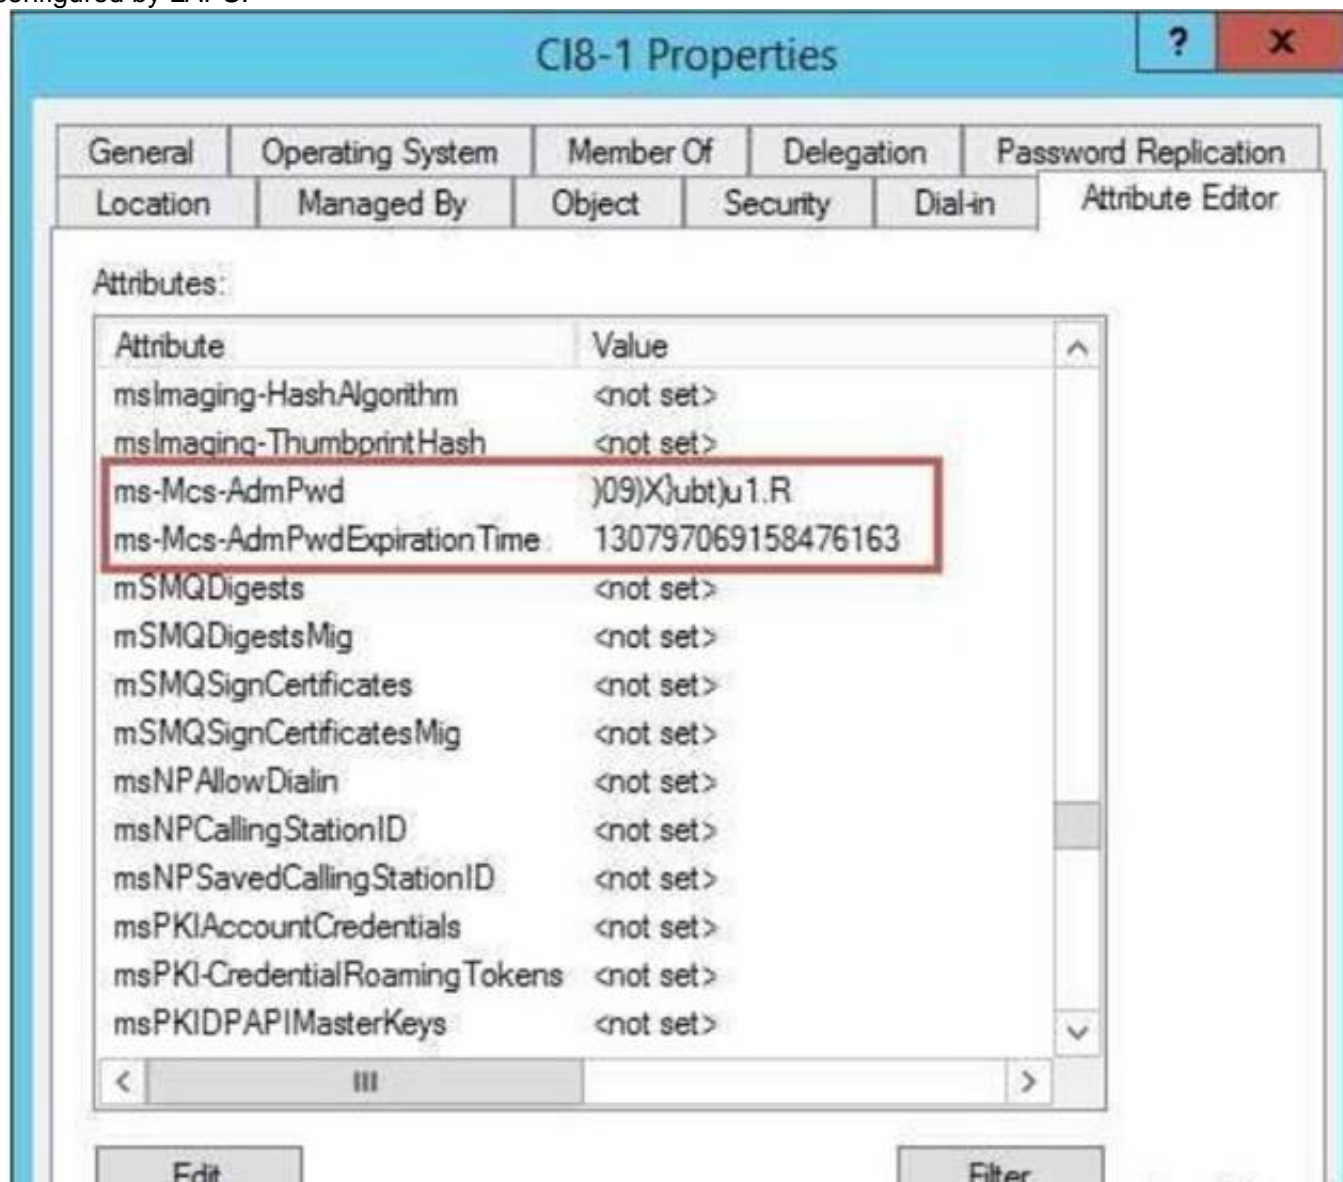 configured by LAPS.
CI8-1 Properties ? x
General Operating System Member Of Delegation Password Replication
Location Managed By Object Security Dial-in Attribute Editor
Attributes:
Attribute Value
msImaging-HashAlgorithm <not set>
msImaging-ThumbprintHash <not set>
ms-Mcs-AdmPwd )09)X}ubt)u1.R
ms-Mcs-AdmPwdExpirationTime 130797069158476163
mSMQDigests <not set>
mSMQDigestsMig <not set>
mSMQSignCertificates <not set>
mSMQSignCertificatesMig <not set>
msNPAllowDialin <not set>
msNPCallingStationID <not set>
msNPSavedCallingStationID <not set>
msPKIAccountCredentials <not set>
msPKI-CredentialRoamingTokens <not set>
msPKIDPAPIMasterKeys <not set>
Edit Filter